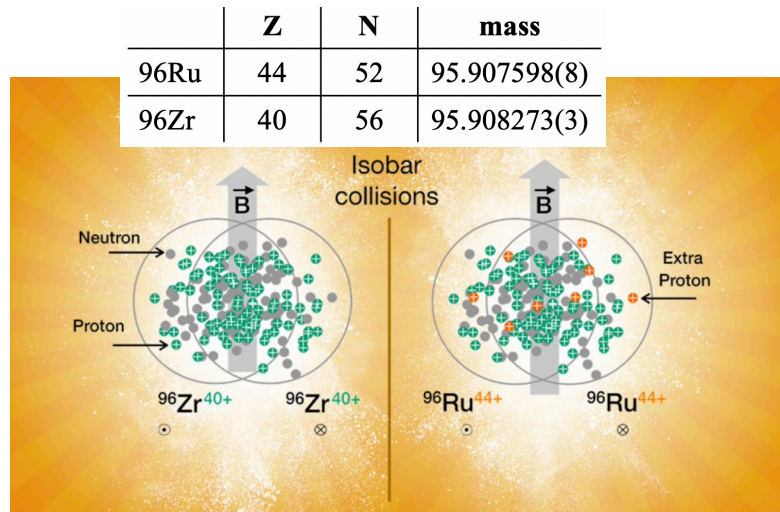 Z N mass
96Ru 44 52 95.907598(8)
96Zr 40 56 95.908273(3)
Isobar
collisions
B⃗ B⃗
Neutron
Extra
Proton
Proton
⁹⁶Zr⁴⁰⁺ ⁹⁶Zr⁴⁰⁺ ⁹⁶Ru⁴⁴⁺ ⁹⁶Ru⁴⁴⁺